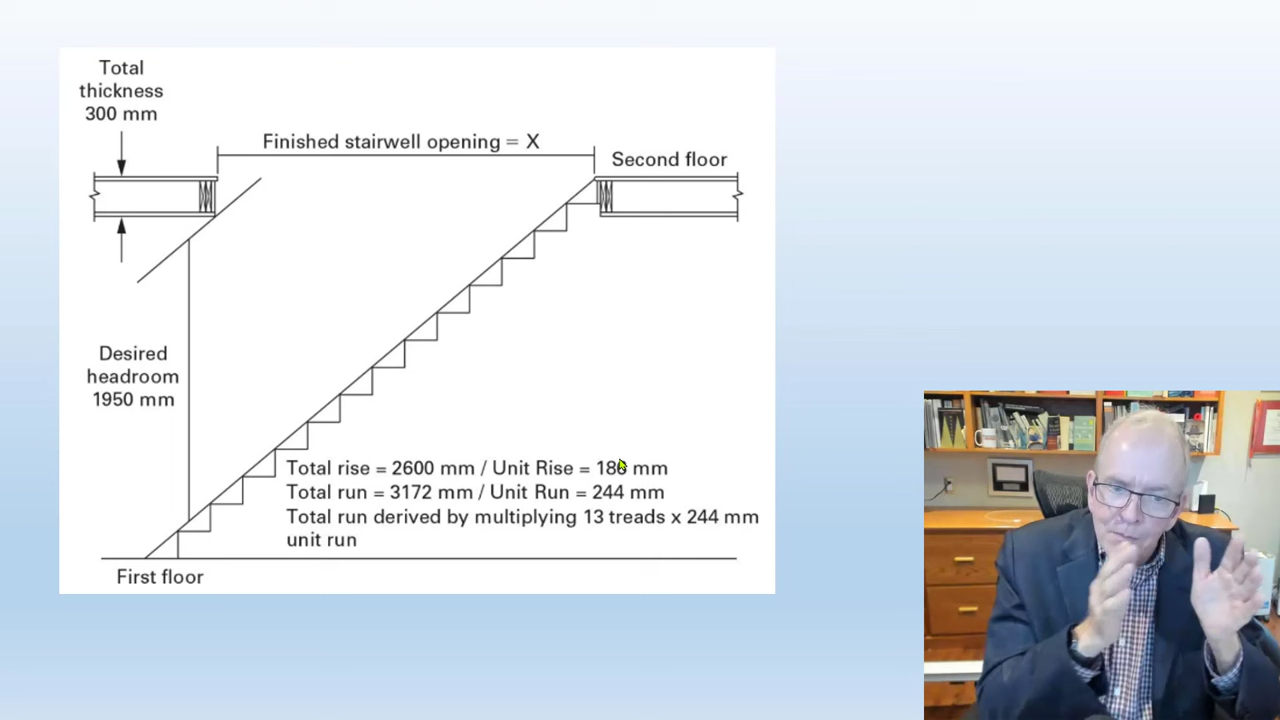 Total
thickness
300 mm
Finished stairwell opening = X
Second floor
Desired
headroom
1950 mm
Total rise = 2600 mm / Unit Rise = 186 mm
Total run = 3172 mm / Unit Run = 244 mm
Total run derived by multiplying 13 treads x 244 mm
unit run
First floor